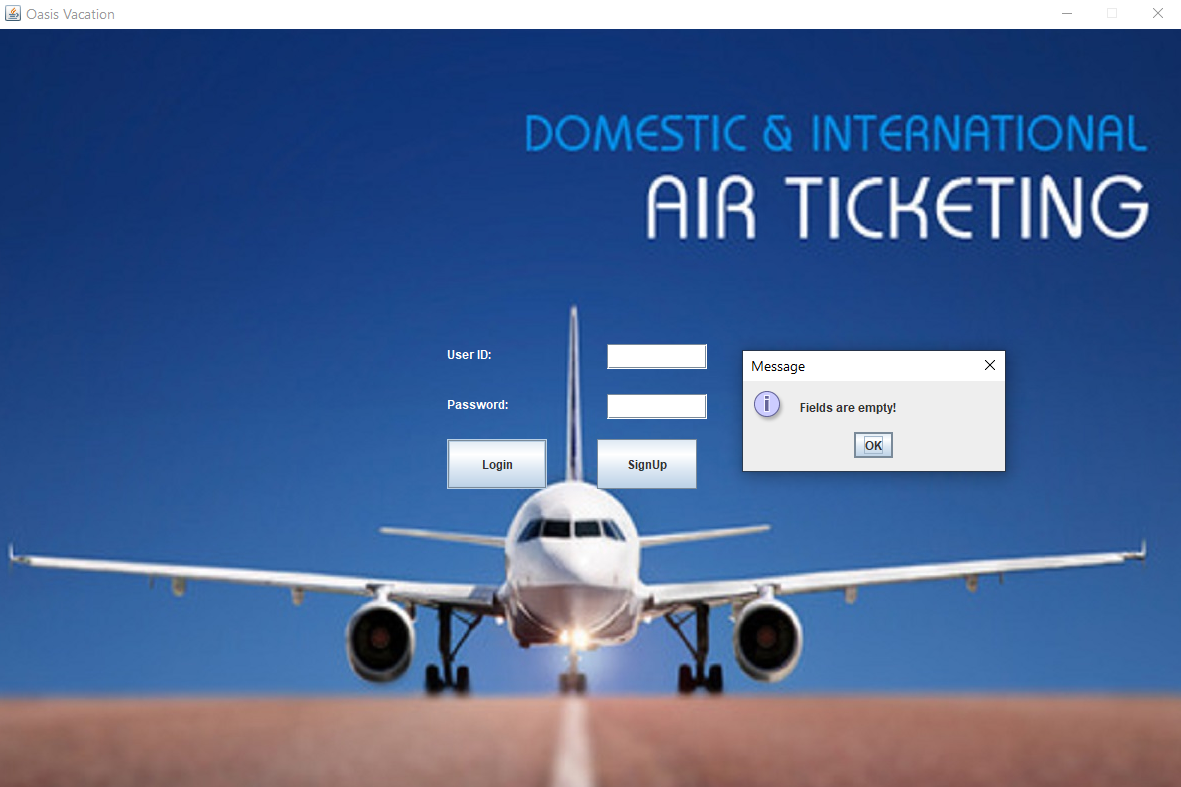 Oasis Vacation
DOMESTIC & INTERNATIONAL
AIR TICKETING
User ID:
Password:
Login
SignUp
Message
i
Fields are empty!
OK